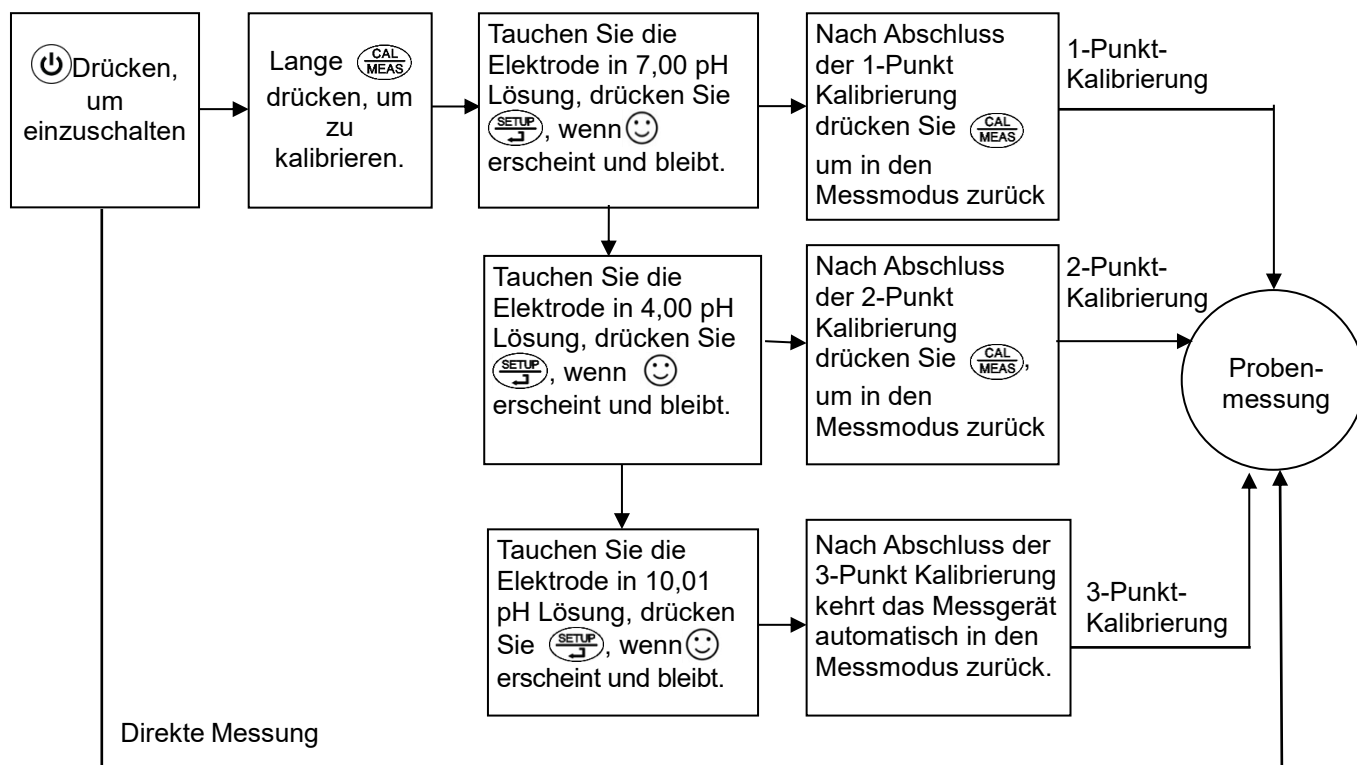 Drücken,
um
einzuschalten
Lange CAL
MEAS
drücken, um
zu
kalibrieren.
Tauchen Sie die
Elektrode in 7,00 pH
Lösung, drücken Sie
SETUP, wenn
erscheint und bleibt.
Nach Abschluss
der 1-Punkt
Kalibrierung
drücken Sie CAL
MEAS
um in den
Messmodus zurück
1-Punkt-
Kalibrierung
Tauchen Sie die
Elektrode in 4,00 pH
Lösung, drücken Sie
SETUP, wenn
erscheint und bleibt.
Nach Abschluss
der 2-Punkt
Kalibrierung
drücken Sie CAL
MEAS,
um in den
Messmodus zurück
2-Punkt-
Kalibrierung
Proben-
messung
Tauchen Sie die
Elektrode in 10,01
pH Lösung, drücken
Sie SETUP, wenn
erscheint und bleibt.
Nach Abschluss der
3-Punkt Kalibrierung
kehrt das Messgerät
automatisch in den
Messmodus zurück.
3-Punkt-
Kalibrierung
Direkte Messung